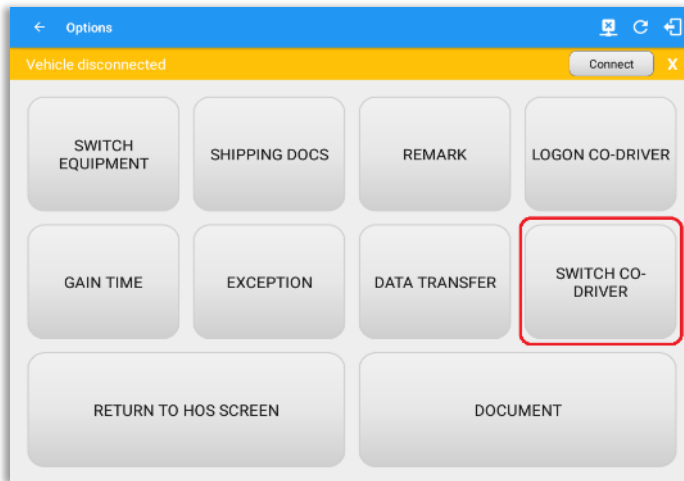 Options
Vehicle disconnected
Connect
X
SWITCH
EQUIPMENT
SHIPPING DOCS
REMARK
LOGON CO-DRIVER
GAIN TIME
EXCEPTION
DATA TRANSFER
SWITCH CO-
DRIVER
RETURN TO HOS SCREEN
DOCUMENT